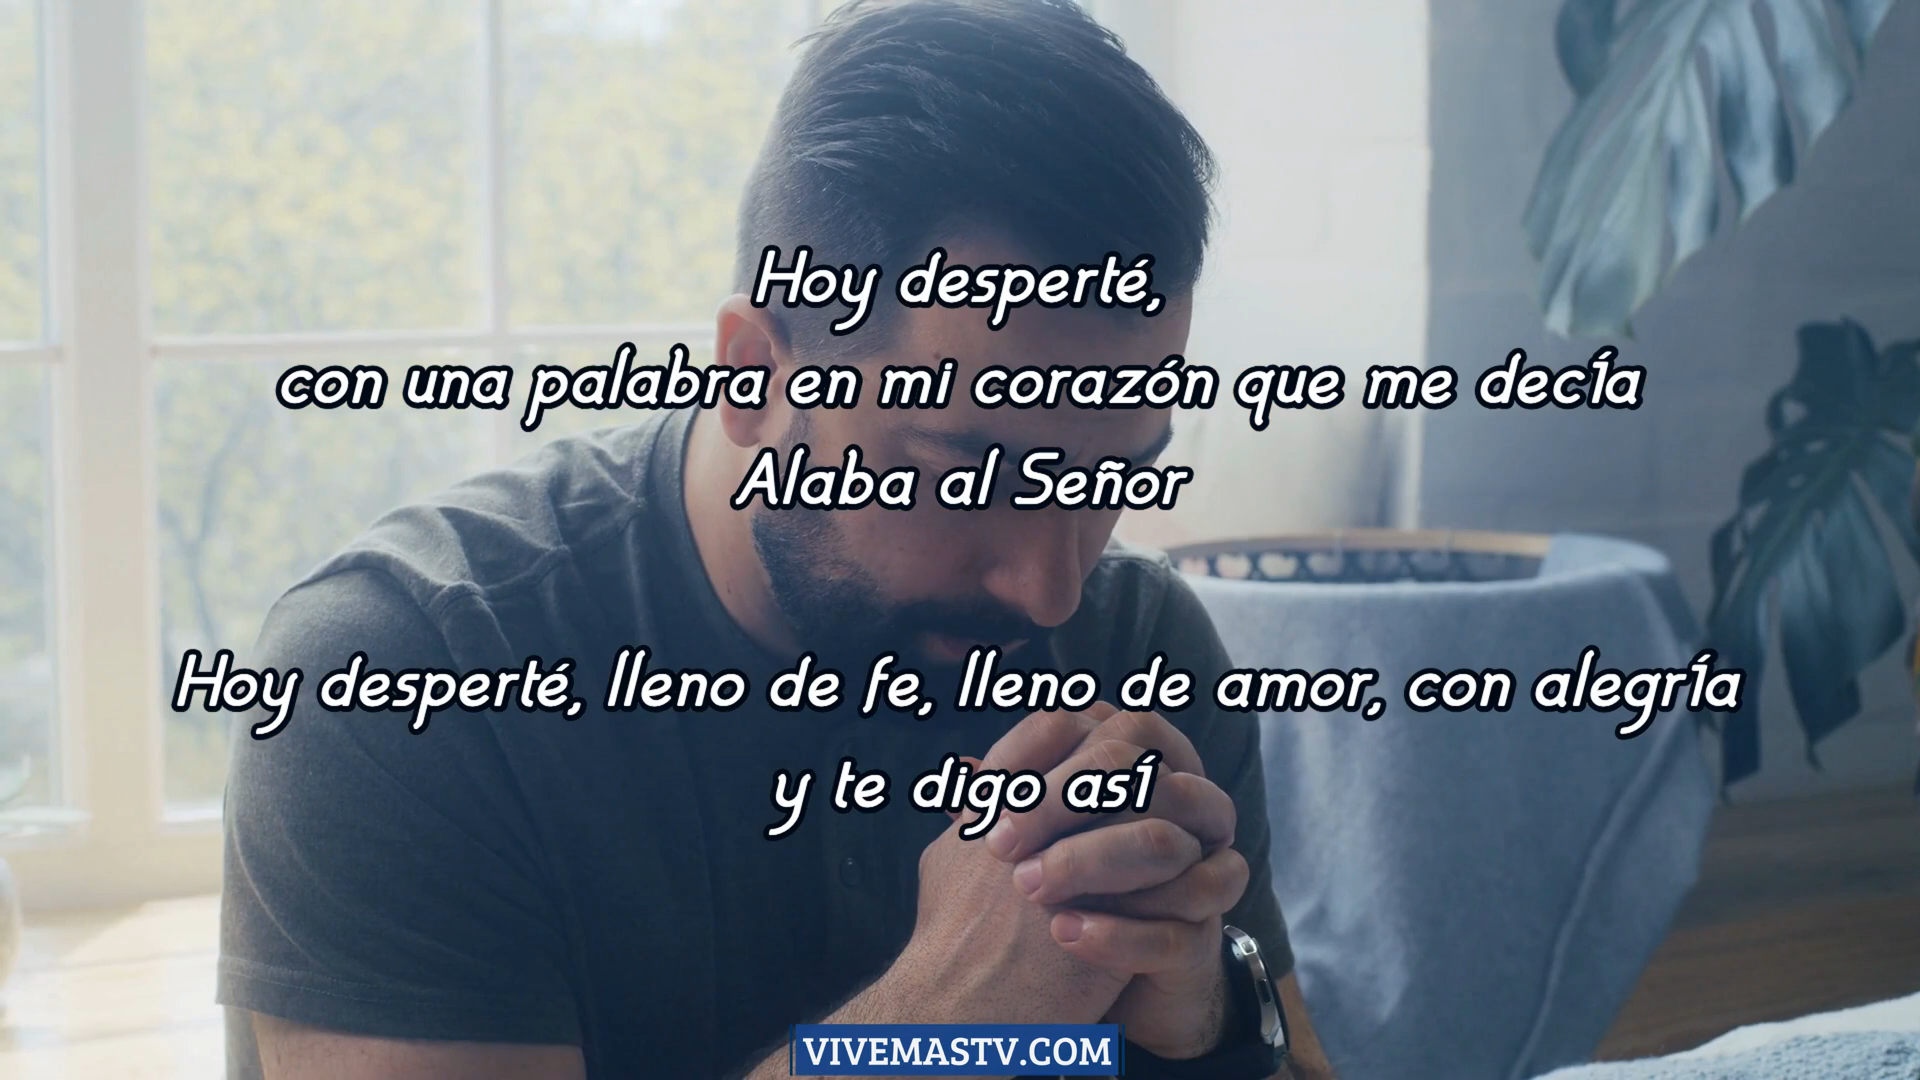 Hoy desperté,
con una palabra en mi corazón que me decía
Alaba al Señor
Hoy desperté, lleno de fe, lleno de amor, con alegría
y te digo así
VIVEMASTV.COM